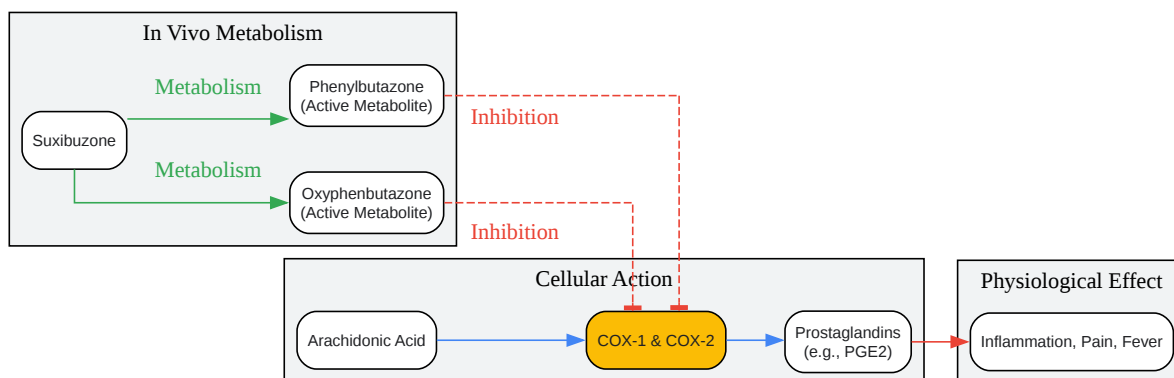 In Vivo Metabolism
Metabolism
Phenylbutazone
(Active Metabolite)
Inhibition
Suxibuzone
Metabolism
Oxyphenbutazone
(Active Metabolite)
Inhibition
Cellular Action
Physiological Effect
Arachidonic Acid
COX-1 & COX-2
Prostaglandins
(e.g., PGE2)
Inflammation, Pain, Fever